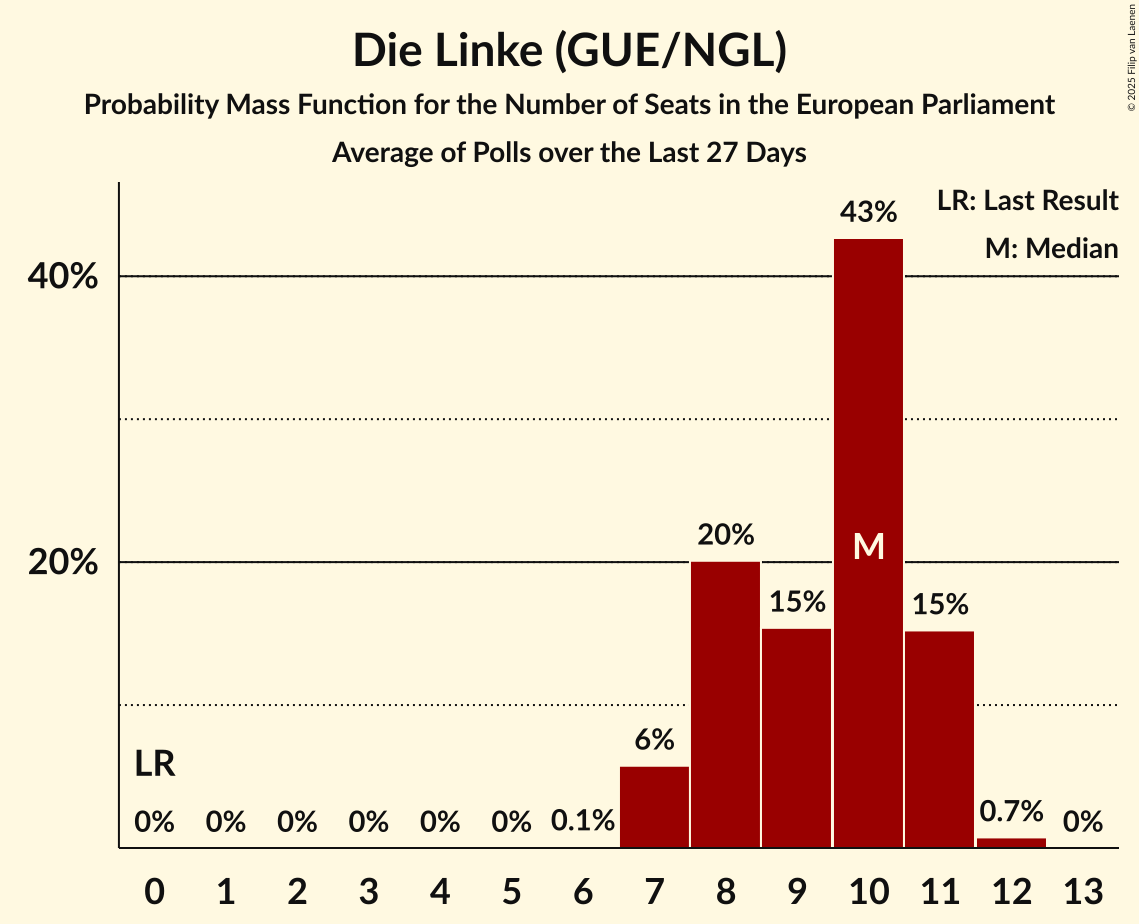 Die Linke (GUE/NGL)
Probability Mass Function for the Number of Seats in the European Parliament
Average of Polls over the Last 27 Days
© 2025 Filip van Laenen
LR: Last Result
M: Median
43%
40%
20%
M
20%
15%
15%
6%
LR
0% 0% 0% 0% 0% 0% 0.1% 0.7% 0%
0 1 2 3 4 5 6 7 8 9 10 11 12 13